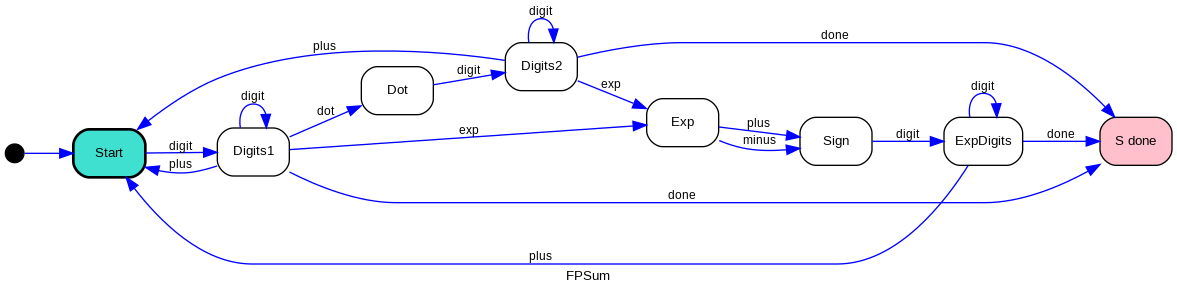 digit
done
plus
digit
Digits2
Dot
exp
digit
digit
dot
Exp
plus
exp
Start
digit
Digits1
minus
Sign
digit
ExpDigits
done
S done
plus
done
plus
FPSum